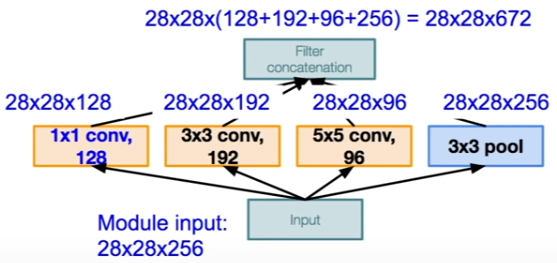 28x28x(128+192+96+256) = 28x28x672
Filter
concatenation
28x28x128
28x28x192
28x28x96
28x28x256
1x1 conv,
128
3x3 conv,
192
5x5 conv,
96
3x3 pool
Input
Module input:
28x28x256